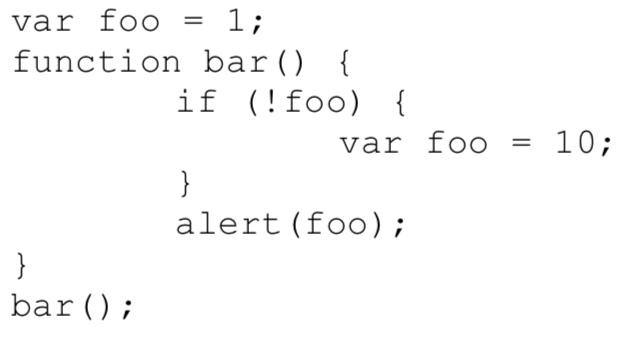 var foo = 1;
function bar() {
        if (!foo) {
                var foo = 10;
        }
        alert(foo);
}
bar();